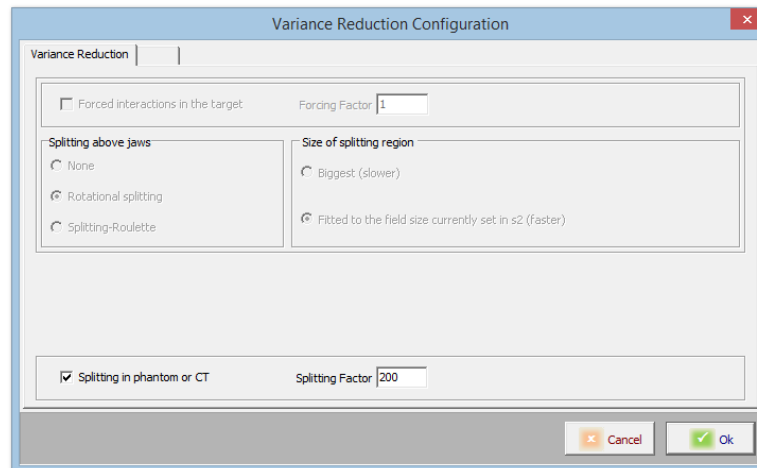 Variance Reduction Configuration
Variance Reduction
Forced interactions in the target Forcing Factor 1
Splitting above jaws Size of splitting region
None Biggest (slower)
Rotational splitting Fitted to the field size currently set in s2 (faster)
Splitting-Roulette
Splitting in phantom or CT Splitting Factor 200
Cancel Ok